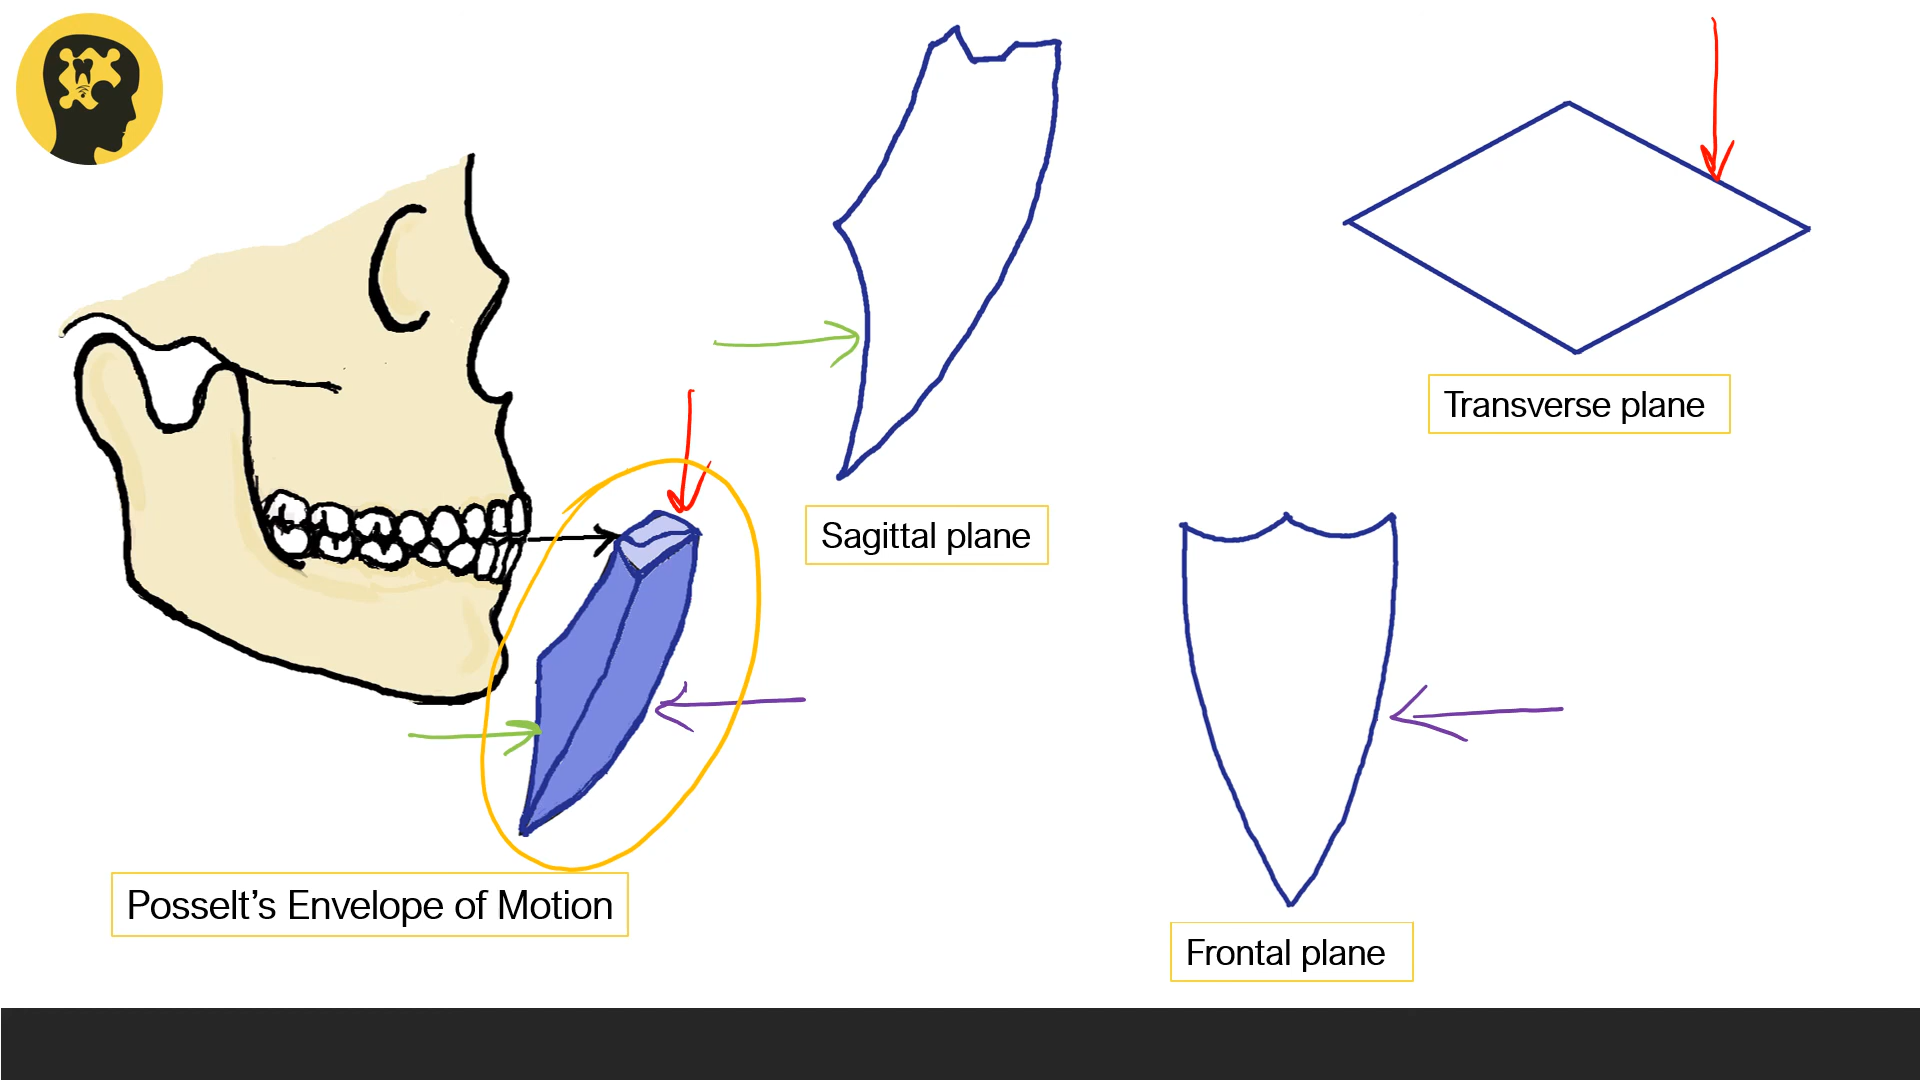 Transverse plane
Sagittal plane
Posselt’s Envelope of Motion
Frontal plane